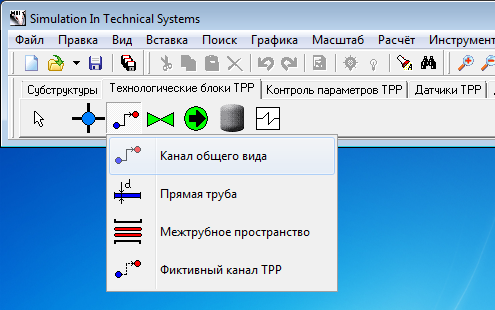 Simulation In Technical Systems
Файл Правка Вид Вставка Поиск Графика Масштаб Расчёт Инструмент
Субструктуры Технологические блоки ТРР Контроль параметров ТРР Датчики ТРР
Канал общего вида
d
Прямая труба
Межтрубное пространство
Фиктивный канал ТРР